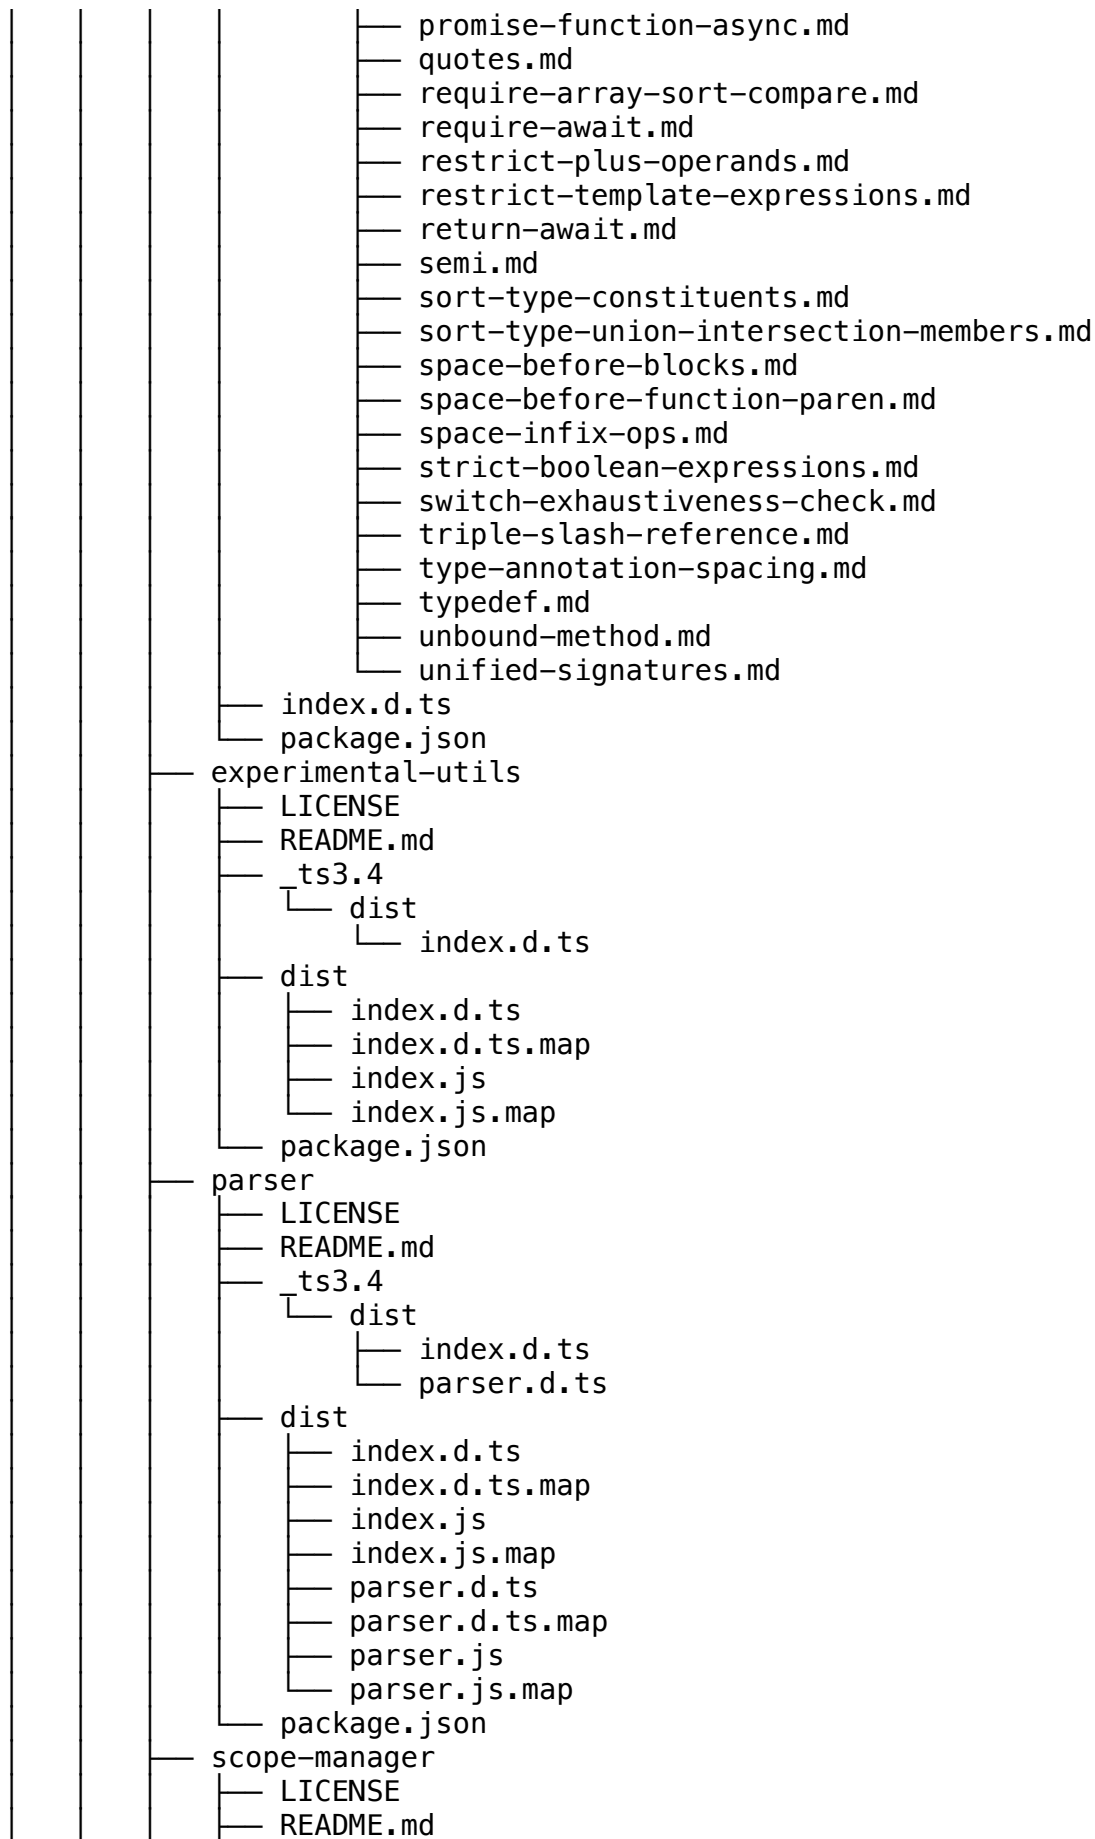 │   │   │   │       ├── promise-function-async.md
│   │   │   │       ├── quotes.md
│   │   │   │       ├── require-array-sort-compare.md
│   │   │   │       ├── require-await.md
│   │   │   │       ├── restrict-plus-operands.md
│   │   │   │       ├── restrict-template-expressions.md
│   │   │   │       ├── return-await.md
│   │   │   │       ├── semi.md
│   │   │   │       ├── sort-type-constituents.md
│   │   │   │       ├── sort-type-union-intersection-members.md
│   │   │   │       ├── space-before-blocks.md
│   │   │   │       ├── space-before-function-paren.md
│   │   │   │       ├── space-infix-ops.md
│   │   │   │       ├── strict-boolean-expressions.md
│   │   │   │       ├── switch-exhaustiveness-check.md
│   │   │   │       ├── triple-slash-reference.md
│   │   │   │       ├── type-annotation-spacing.md
│   │   │   │       ├── typedef.md
│   │   │   │       ├── unbound-method.md
│   │   │   │       └── unified-signatures.md
│   │   │   ├── index.d.ts
│   │   │   └── package.json
│   │   ├── experimental-utils
│   │   │   ├── LICENSE
│   │   │   ├── README.md
│   │   │   ├── _ts3.4
│   │   │   │   └── dist
│   │   │   │       └── index.d.ts
│   │   │   ├── dist
│   │   │   │   ├── index.d.ts
│   │   │   │   ├── index.d.ts.map
│   │   │   │   ├── index.js
│   │   │   │   └── index.js.map
│   │   │   └── package.json
│   │   ├── parser
│   │   │   ├── LICENSE
│   │   │   ├── README.md
│   │   │   ├── _ts3.4
│   │   │   │   └── dist
│   │   │   │       ├── index.d.ts
│   │   │   │       └── parser.d.ts
│   │   │   ├── dist
│   │   │   │   ├── index.d.ts
│   │   │   │   ├── index.d.ts.map
│   │   │   │   ├── index.js
│   │   │   │   ├── index.js.map
│   │   │   │   ├── parser.d.ts
│   │   │   │   ├── parser.d.ts.map
│   │   │   │   ├── parser.js
│   │   │   │   └── parser.js.map
│   │   │   └── package.json
│   │   ├── scope-manager
│   │   │   ├── LICENSE
│   │   │   ├── README.md